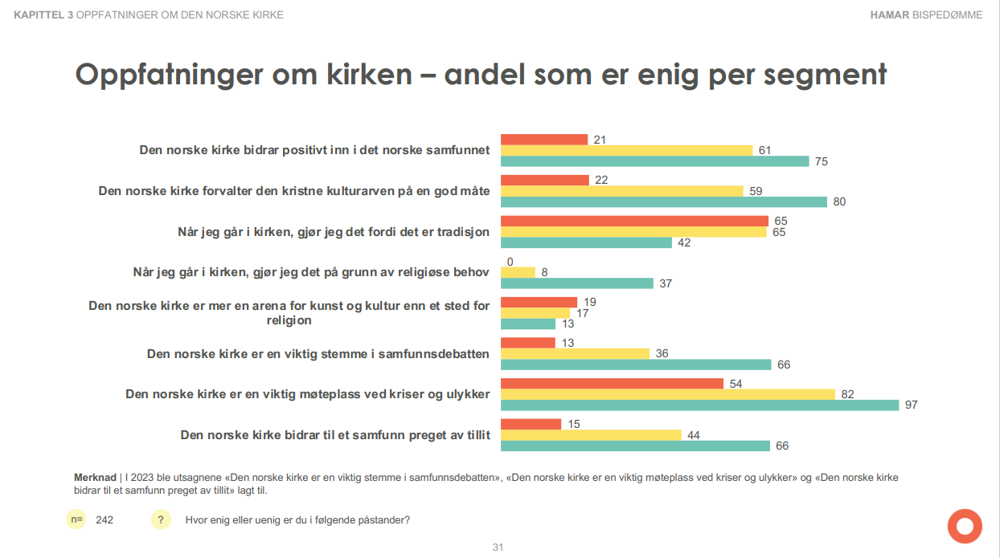 KAPITTEL 3 OPPFATNINGER OM DEN NORSKE KIRKE
HAMAR BISPEDØMME
Oppfatninger om kirken – andel som er enig per segment
Den norske kirke bidrar positivt inn i det norske samfunnet
21
61
75
Den norske kirke forvalter den kristne kulturarven på en god måte
22
59
80
Når jeg går i kirken, gjør jeg det fordi det er tradisjon
65
65
42
Når jeg går i kirken, gjør jeg det på grunn av religiøse behov
0
8
37
Den norske kirke er mer en arena for kunst og kultur enn et sted for
religion
19
17
13
Den norske kirke er en viktig stemme i samfunnsdebatten
13
36
66
Den norske kirke er en viktig møteplass ved kriser og ulykker
54
82
97
Den norske kirke bidrar til et samfunn preget av tillit
15
44
66
Merknad | I 2023 ble utsagnene «Den norske kirke er en viktig stemme i samfunnsdebatten», «Den norske kirke er en viktig møteplass ved kriser og ulykker» og «Den norske kirke
bidrar til et samfunn preget av tillit» lagt til.
n= 242 ? Hvor enig eller uenig er du i følgende påstander?
31